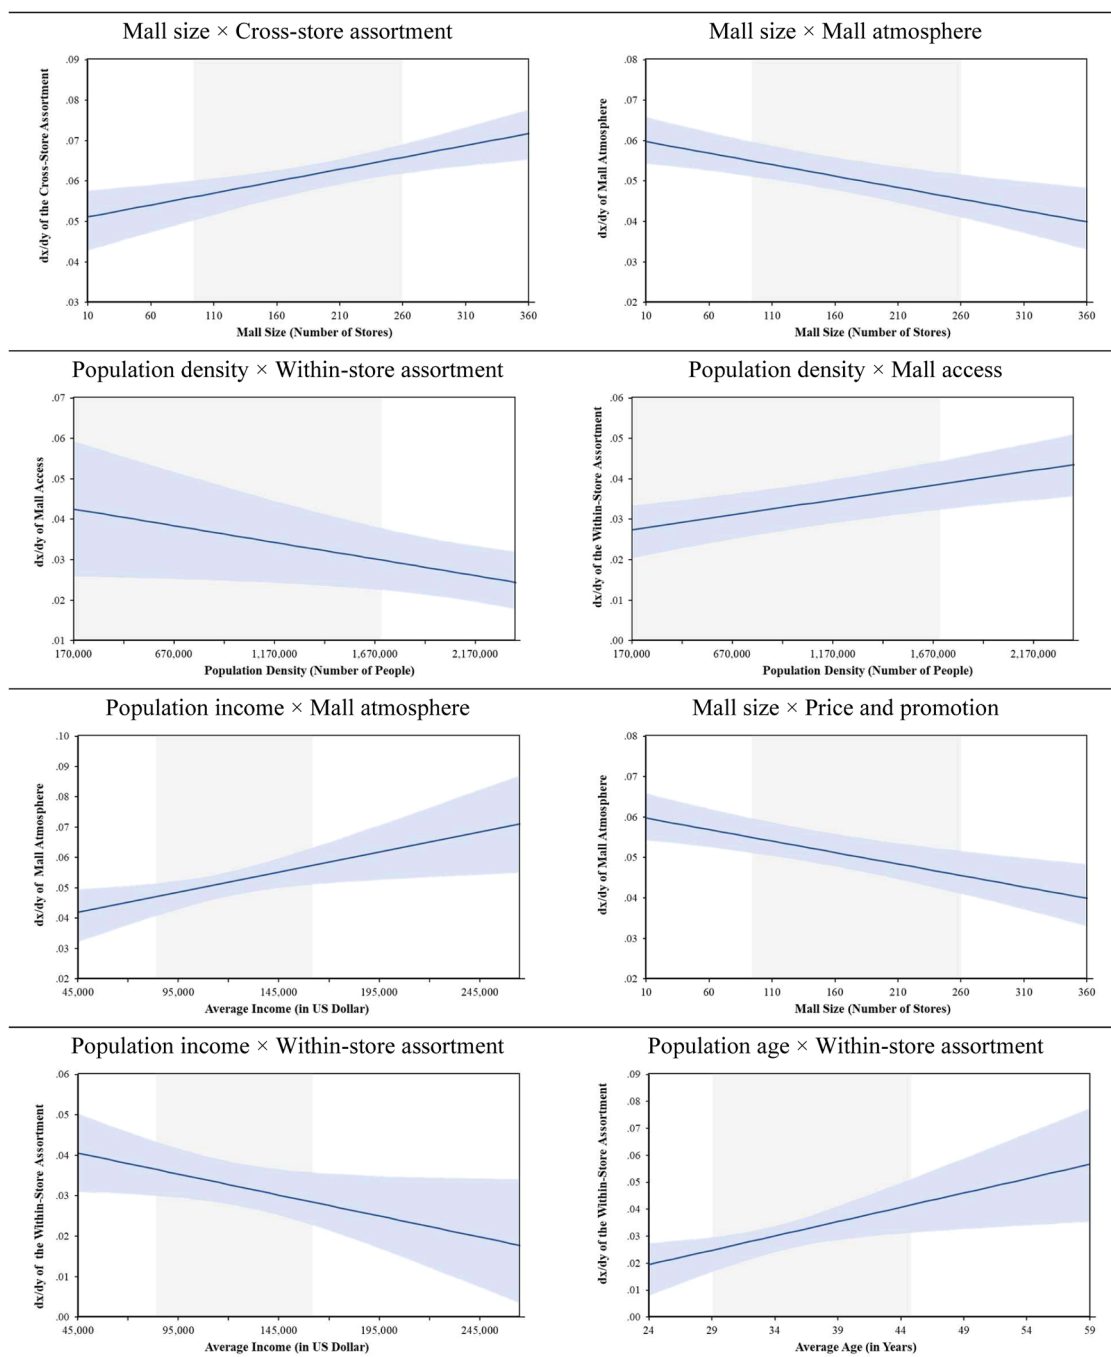 Mall size × Cross-store assortment
dx/dy of the Cross-Store Assortment
.09
.08
.07
.06
.05
.04
.03
10 60 110 160 210 260 310 360
Mall Size (Number of Stores)
Mall size × Mall atmosphere
dx/dy of Mall Atmosphere
.08
.07
.06
.05
.04
.03
.02
10 60 110 160 210 260 310 360
Mall Size (Number of Stores)
Population density × Within-store assortment
dx/dy of Mall Access
.07
.06
.05
.04
.03
.02
.01
170,000 670,000 1,170,000 1,670,000 2,170,000
Population Density (Number of People)
Population density × Mall access
dx/dy of the Within-Store Assortment
.06
.05
.04
.03
.02
.01
.00
170,000 670,000 1,170,000 1,670,000 2,170,000
Population Density (Number of People)
Population income × Mall atmosphere
dx/dy of Mall Atmosphere
.10
.09
.08
.07
.06
.05
.04
.03
.02
45,000 95,000 145,000 195,000 245,000
Average Income (in US Dollar)
Mall size × Price and promotion
dx/dy of Mall Atmosphere
.08
.07
.06
.05
.04
.03
.02
10 60 110 160 210 260 310 360
Mall Size (Number of Stores)
Population income × Within-store assortment
dx/dy of the Within-Store Assortment
.06
.05
.04
.03
.02
.01
.00
45,000 95,000 145,000 195,000 245,000
Average Income (in US Dollar)
Population age × Within-store assortment
dx/dy of the Within-Store Assortment
.09
.08
.07
.06
.05
.04
.03
.02
.01
.00
24 29 34 39 44 49 54 59
Average Age (in Years)